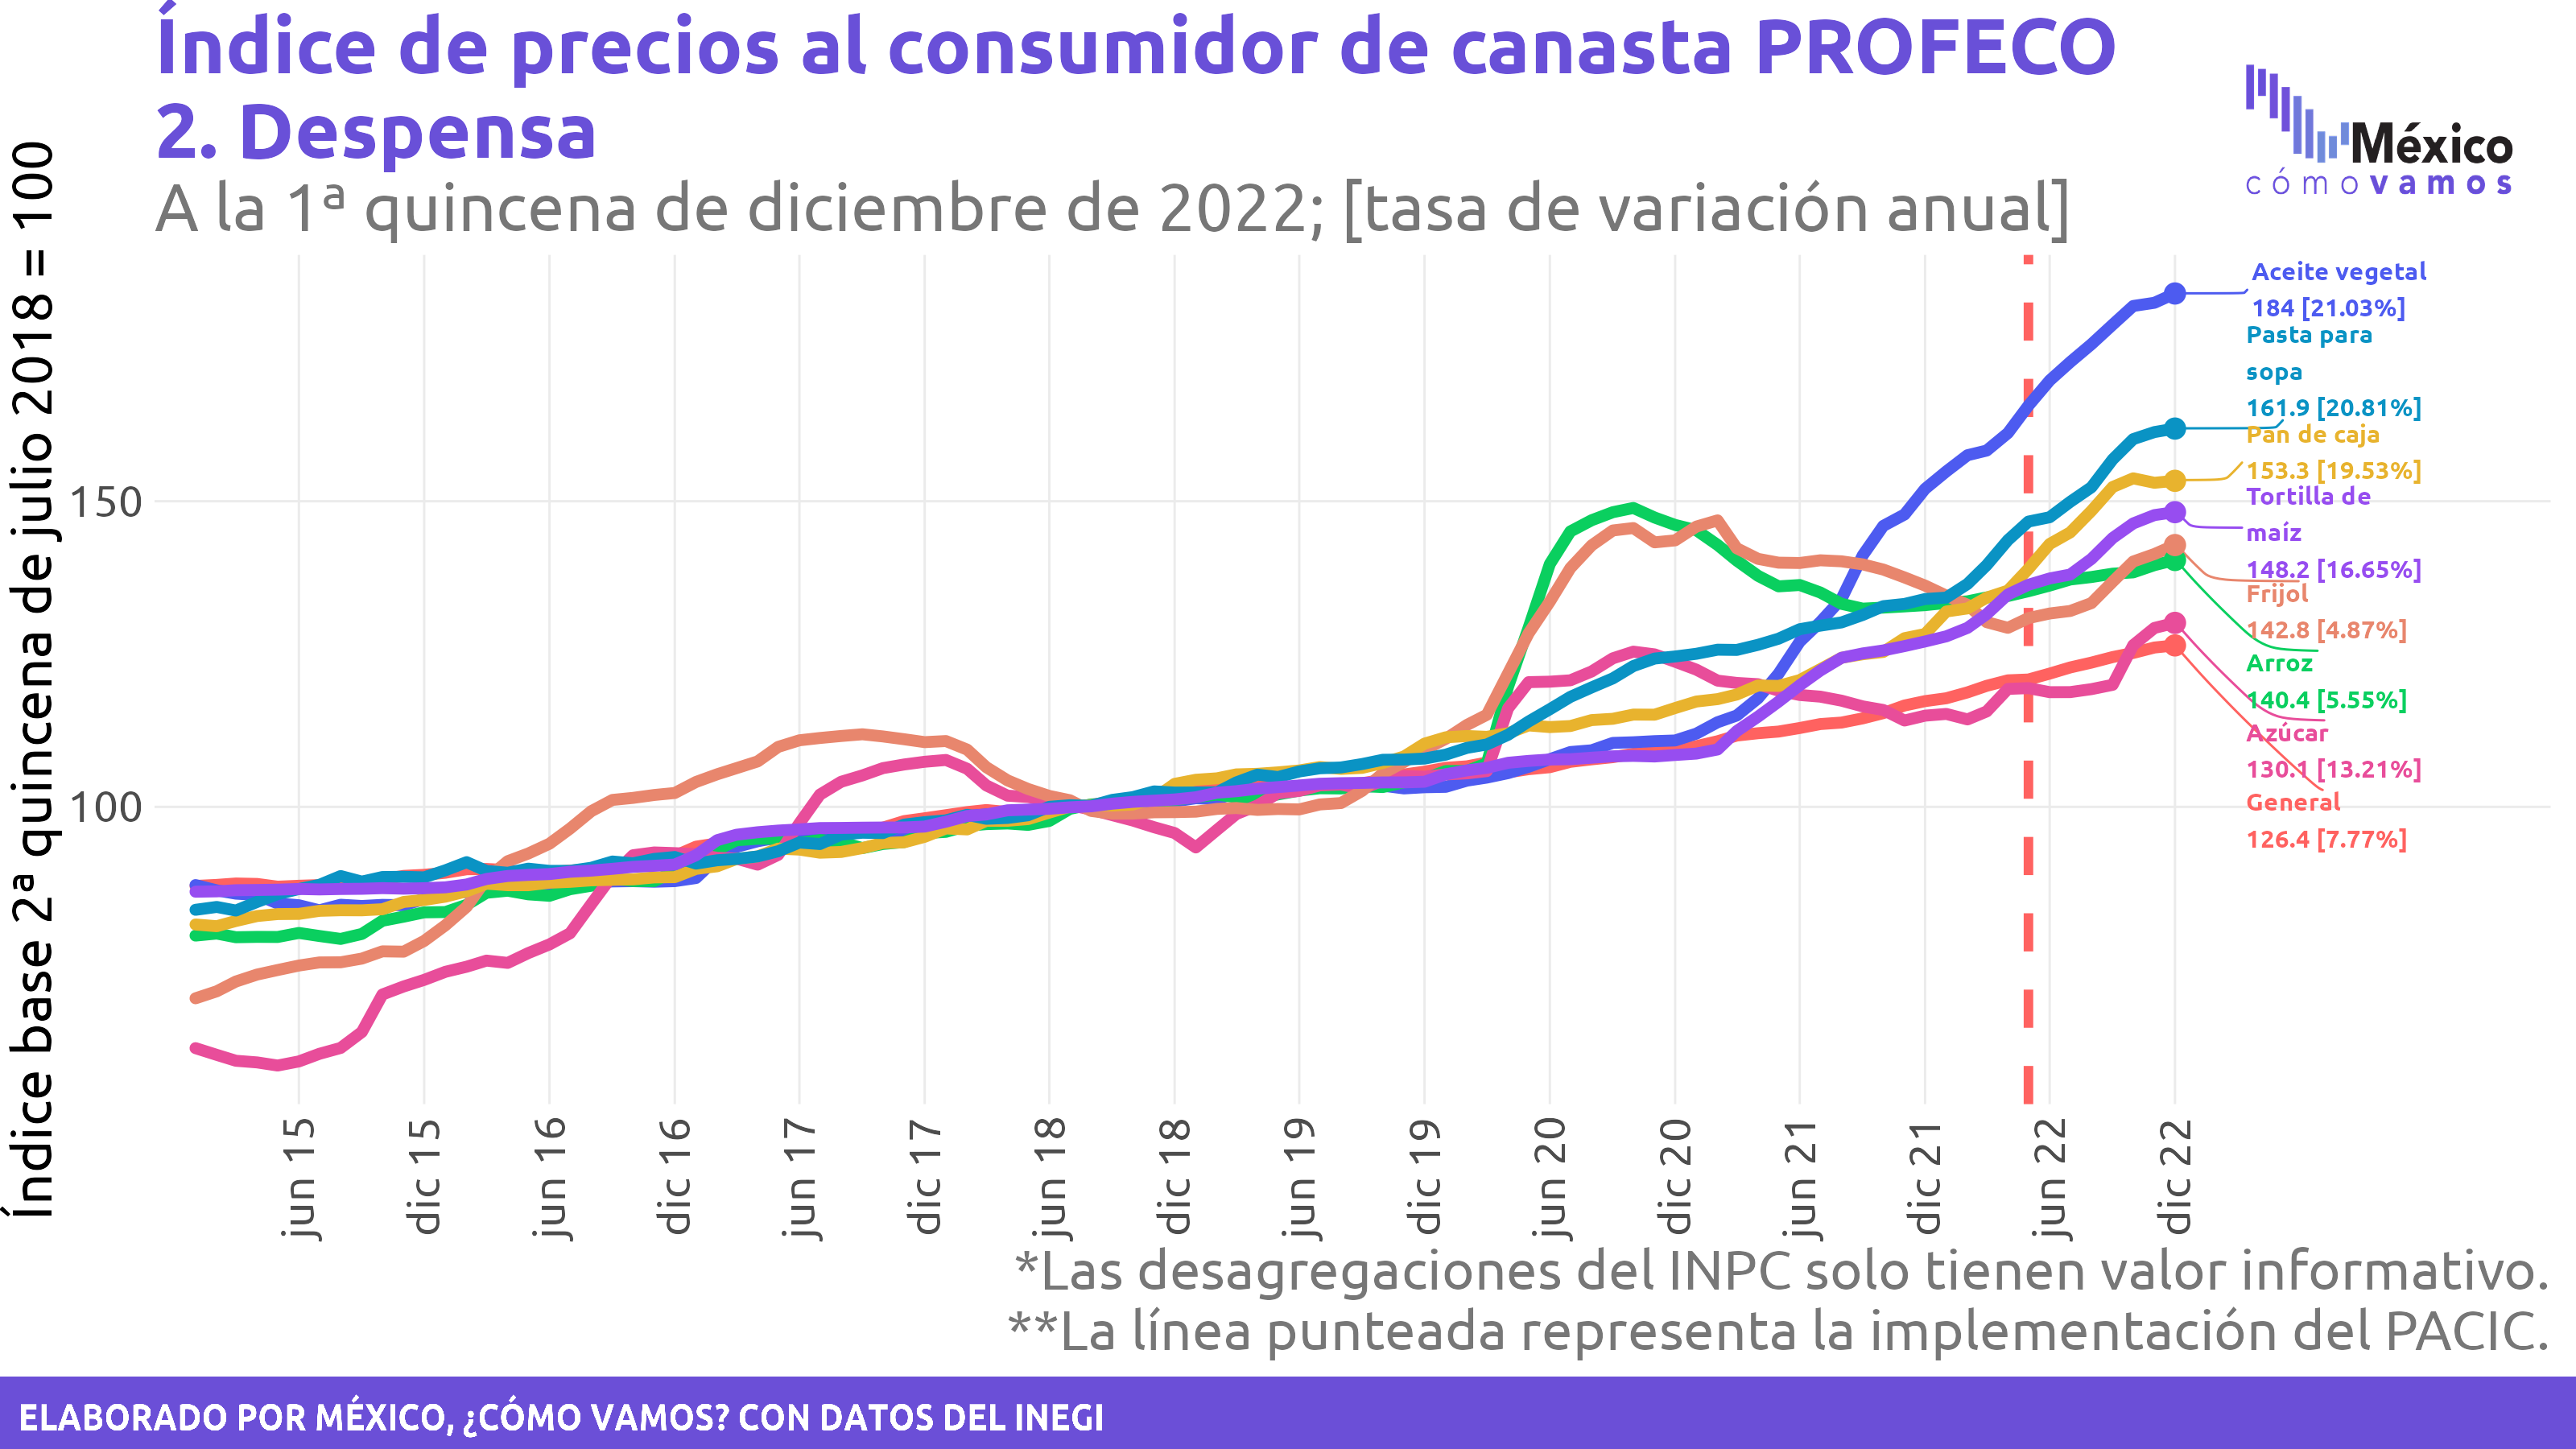 Índice de precios al consumidor de canasta PROFECO
2. Despensa
A la 1ª quincena de diciembre de 2022; [tasa de variación anual]
México
cómo vamos
Índice base 2ª quincena de julio 2018 = 100
150
100
Aceite vegetal
184 [21.03%]
Pasta para
sopa
161.9 [20.81%]
Pan de caja
153.3 [19.53%]
Tortilla de
maíz
148.2 [16.65%]
Frijol
142.8 [4.87%]
Arroz
140.4 [5.55%]
Azúcar
130.1 [13.21%]
General
126.4 [7.77%]
jun 15
dic 15
jun 16
dic 16
jun 17
dic 17
jun 18
dic 18
jun 19
dic 19
jun 20
dic 20
jun 21
dic 21
jun 22
dic 22
*Las desagregaciones del INPC solo tienen valor informativo.
**La línea punteada representa la implementación del PACIC.
ELABORADO POR MÉXICO, ¿CÓMO VAMOS? CON DATOS DEL INEGI